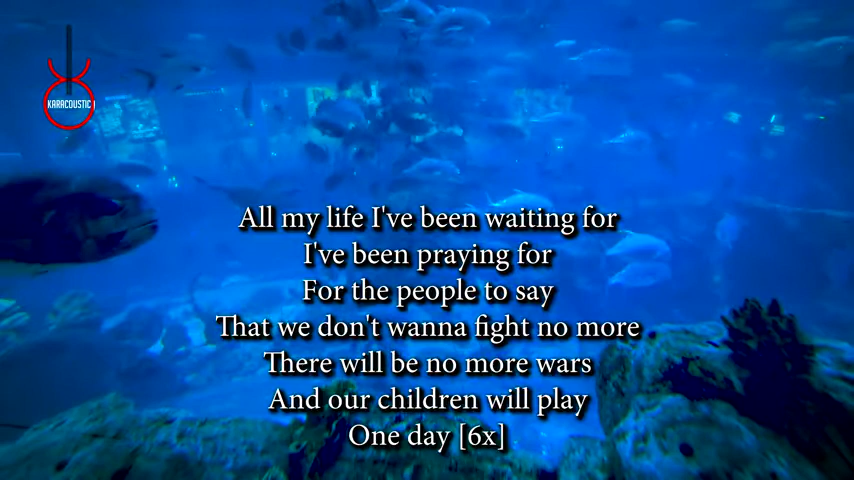 KARACOUSTIC
All my life I've been waiting for
I've been praying for
For the people to say
That we don't wanna fight no more
There will be no more wars
And our children will play
One day [6x]